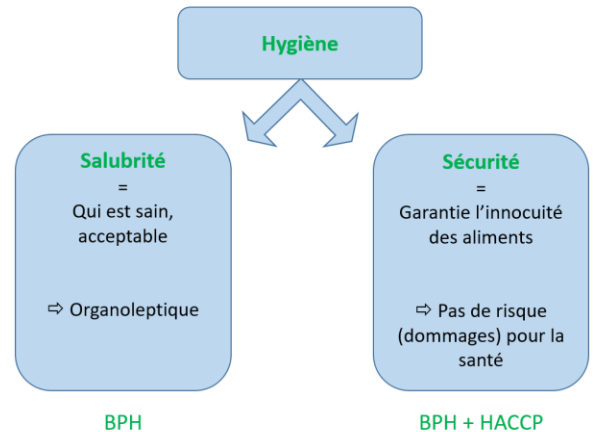 Hygiène
Salubrité
=
Qui est sain,
acceptable
⇨ Organoleptique
BPH
Sécurité
=
Garantie l’innocuité
des aliments
⇨ Pas de risque
(dommages) pour la
santé
BPH + HACCP